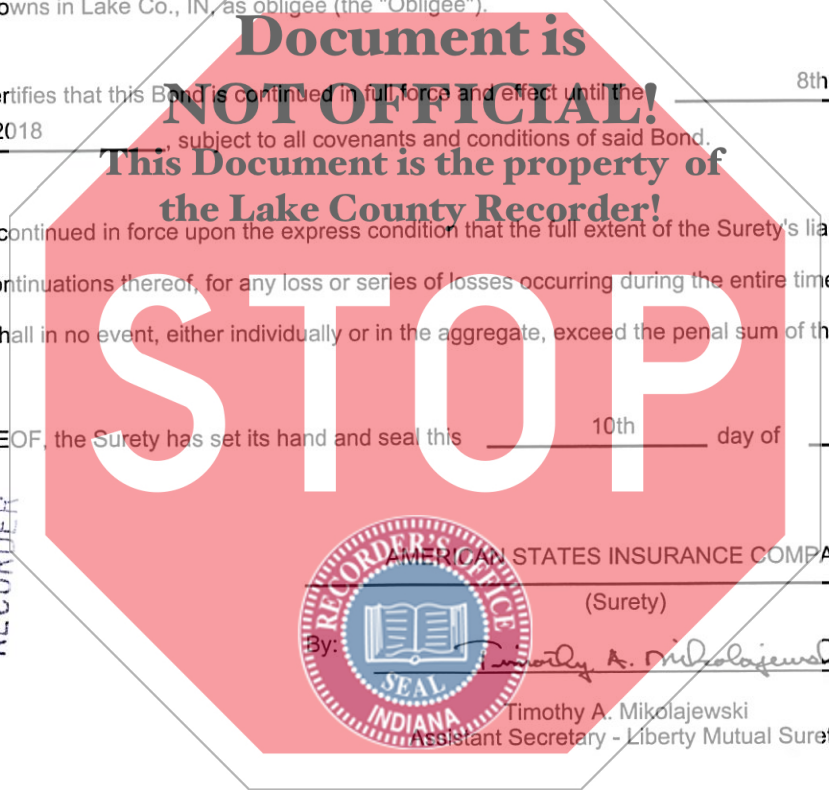 owns in Lake Co., IN, as obligee (the "Obligee").
Document is
rtifies that this Bond is continued in full force and effect until the 8th
NOT OFFICIAL!
2018 , subject to all covenants and conditions of said Bond.
This Document is the property of
the Lake County Recorder!
continued in force upon the express condition that the full extent of the Surety's lia
ntinuations thereof, for any loss or series of losses occurring during the entire time
hall in no event, either individually or in the aggregate, exceed the penal sum of th
STOP
EOF, the Surety has set its hand and seal this 10th day of
RECORDER
RECORDER'S OFFICE
AMERICAN STATES INSURANCE COMPA
(Surety)
By: Timothy A. Mikolajewsk
SEAL
INDIANA
Timothy A. Mikolajewski
Assistant Secretary - Liberty Mutual Suret